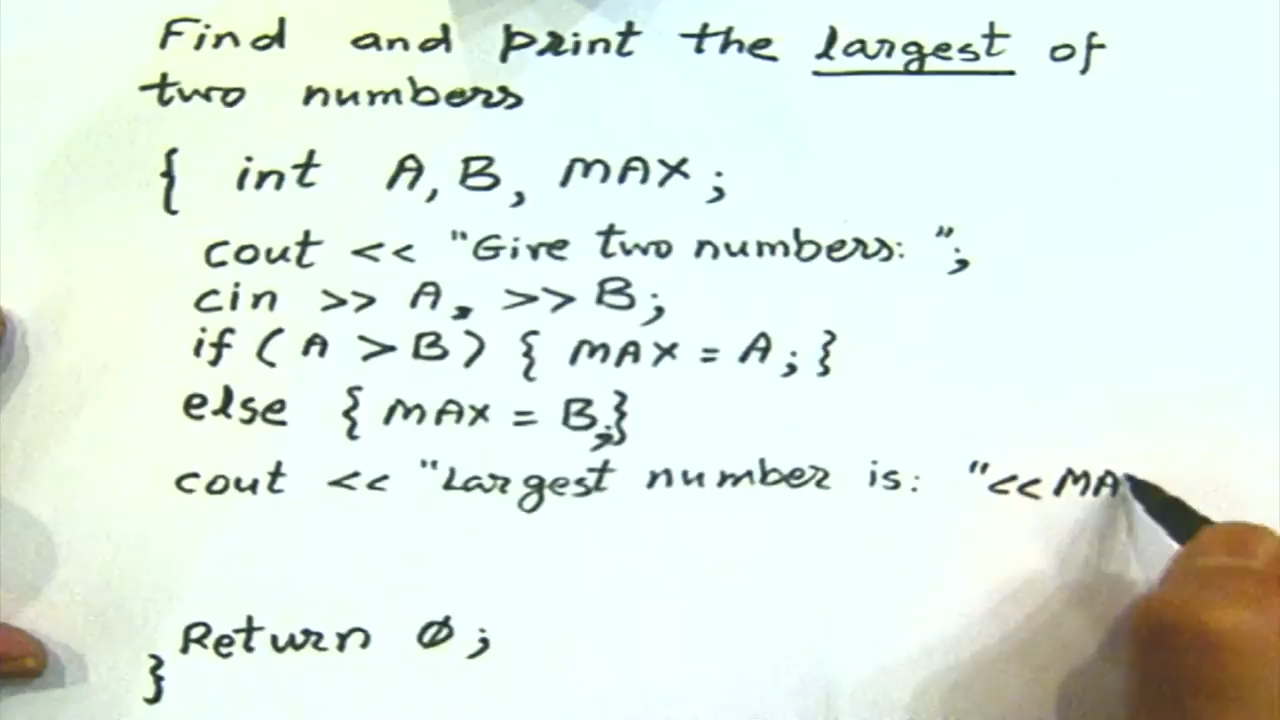 Find and print the largest of
two numbers
{ int A, B, MAX;
cout << "Give two numbers: ";
cin >> A, >> B;
if (A > B) { MAX = A; }
else { MAX = B;}
cout << "Largest number is: "<< MA
Return 0;
}